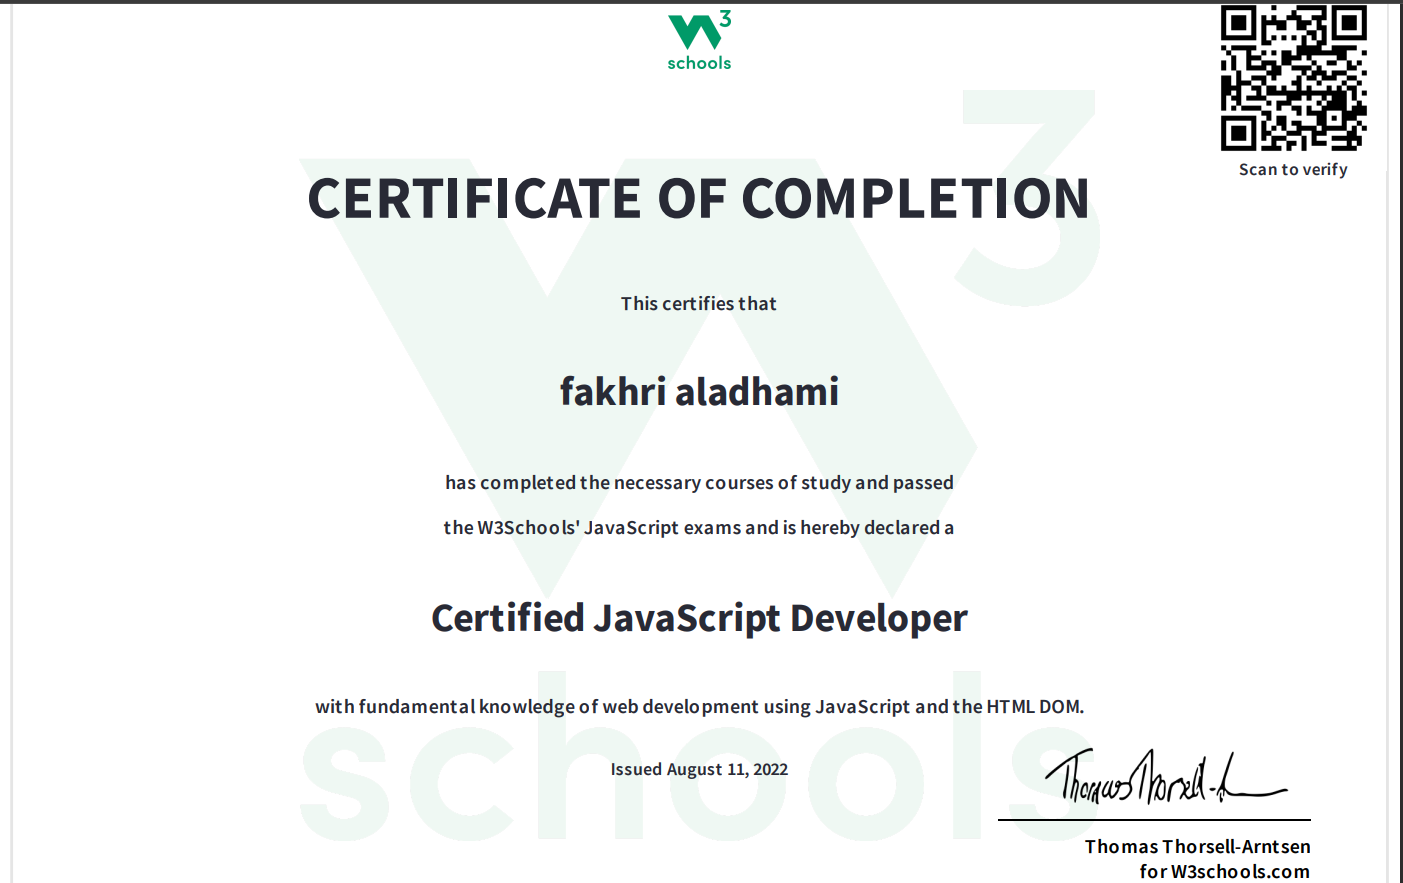 W3
schools
Scan to verify
CERTIFICATE OF COMPLETION
This certifies that
fakhri aladhami
has completed the necessary courses of study and passed
the W3Schools' JavaScript exams and is hereby declared a
Certified JavaScript Developer
with fundamental knowledge of web development using JavaScript and the HTML DOM.
Issued August 11, 2022
Thomas Thorsell-A
Thomas Thorsell-Arntsen
for W3schools.com
W3
schools